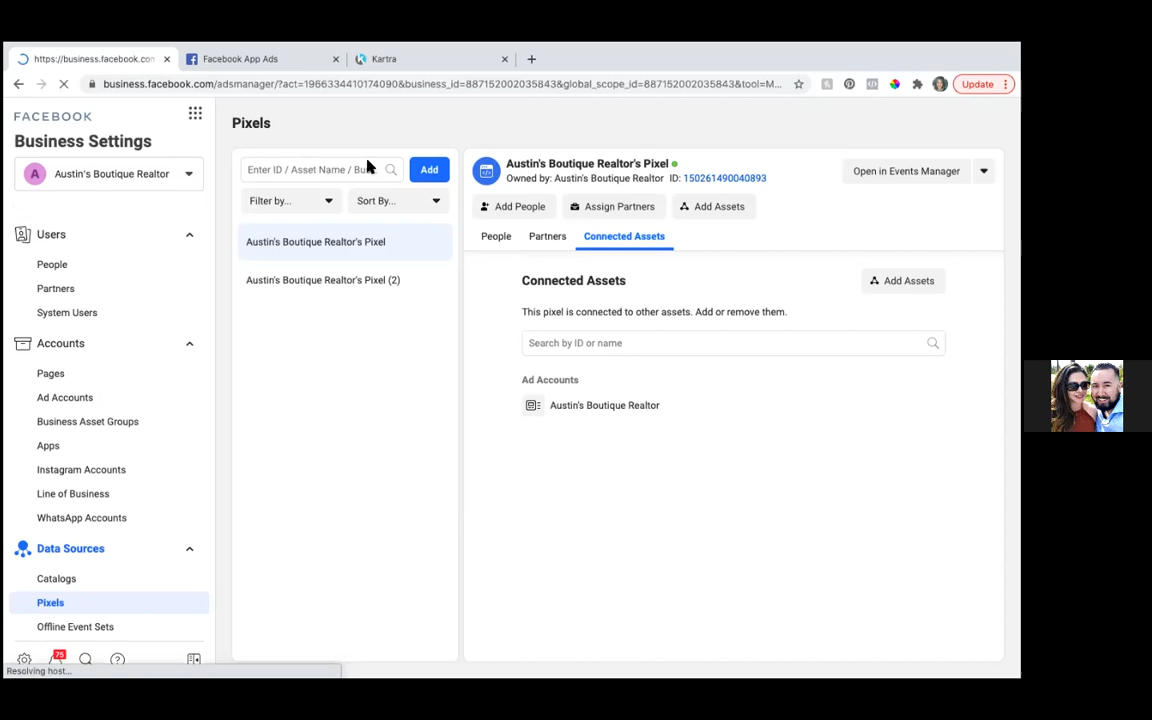 https://business.facebook.com
Facebook App Ads
Kartra
business.facebook.com/adsmanager/?act=1966334410174090&business_id=887152002035843&global_scope_id=887152002035843&tool=M...
Update
FACEBOOK
Business Settings
A
Austin's Boutique Realtor
Users
People
Partners
System Users
Accounts
Pages
Ad Accounts
Business Asset Groups
Apps
Instagram Accounts
Line of Business
WhatsApp Accounts
Data Sources
Catalogs
Pixels
Offline Event Sets
75
Resolving host...
Pixels
Enter ID / Asset Name / Bu
Add
Filter by...
Sort By...
Austin's Boutique Realtor's Pixel
Austin's Boutique Realtor's Pixel (2)
Austin's Boutique Realtor's Pixel
Owned by: Austin's Boutique Realtor ID: 150261490040893
Open in Events Manager
Add People
Assign Partners
Add Assets
People
Partners
Connected Assets
Connected Assets
Add Assets
This pixel is connected to other assets. Add or remove them.
Search by ID or name
Ad Accounts
Austin's Boutique Realtor